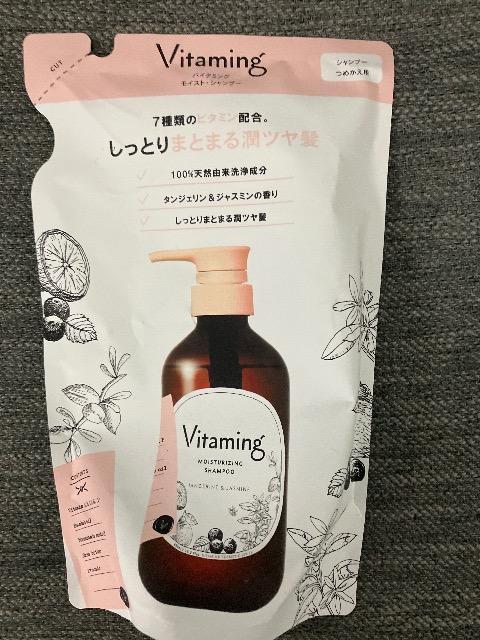 CUT
Vitaming
バイタミング
モイスト・シャンプー
シャンプー
つめかえ用
7種類のビタミン配合。
しっとりまとまる潤ツヤ髪
100%天然由来洗浄成分
タンジェリン&ジャスミンの香り
しっとりまとまる潤ツヤ髪
Vitaming
MOISTURIZING
SHAMPOO
TANGERINE & JASMINE